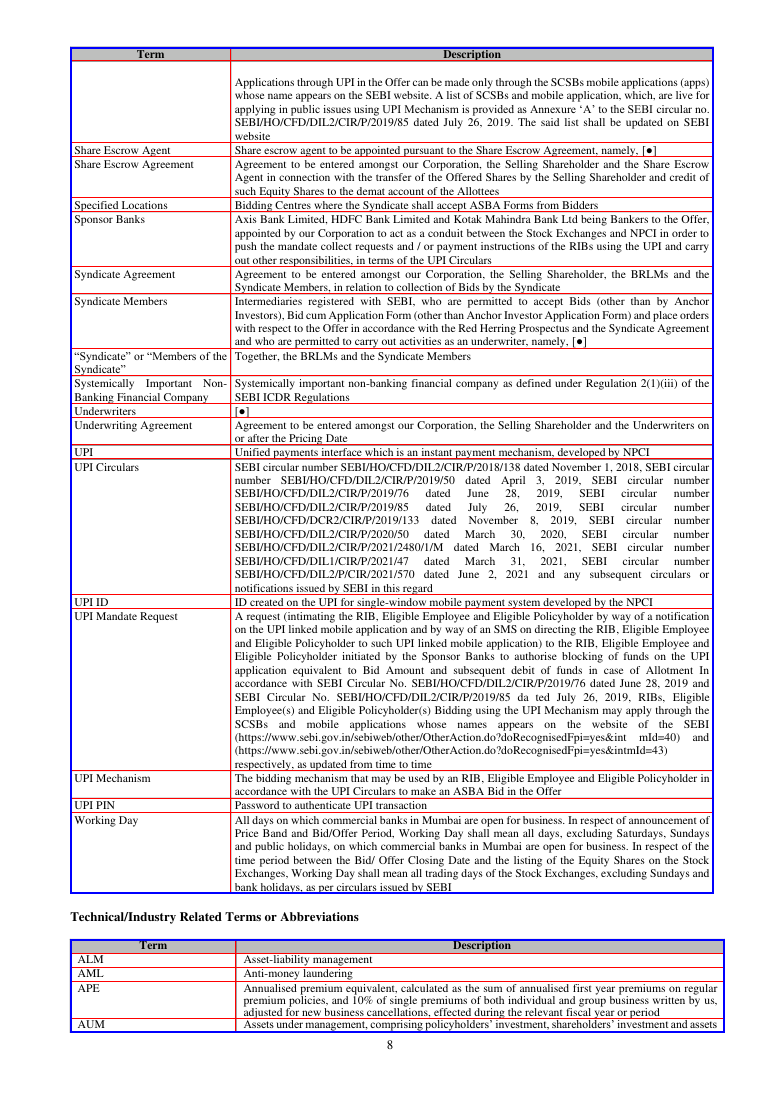 Term Description
Applications through UPI in the Offer can be made only through the SCSBs mobile applications (apps)
whose name appears on the SEBI website. A list of SCSBs and mobile application, which, are live for
applying in public issues using UPI Mechanism is provided as Annexure ‘A’ to the SEBI circular no.
SEBI/HO/CFD/DIL2/CIR/P/2019/85 dated July 26, 2019. The said list shall be updated on SEBI
website
Share Escrow Agent Share escrow agent to be appointed pursuant to the Share Escrow Agreement, namely, [●]
Share Escrow Agreement Agreement to be entered amongst our Corporation, the Selling Shareholder and the Share Escrow
Agent in connection with the transfer of the Offered Shares by the Selling Shareholder and credit of
such Equity Shares to the demat account of the Allottees
Specified Locations Bidding Centres where the Syndicate shall accept ASBA Forms from Bidders
Sponsor Banks Axis Bank Limited, HDFC Bank Limited and Kotak Mahindra Bank Ltd being Bankers to the Offer,
appointed by our Corporation to act as a conduit between the Stock Exchanges and NPCI in order to
push the mandate collect requests and / or payment instructions of the RIBs using the UPI and carry
out other responsibilities, in terms of the UPI Circulars
Syndicate Agreement Agreement to be entered amongst our Corporation, the Selling Shareholder, the BRLMs and the
Syndicate Members, in relation to collection of Bids by the Syndicate
Syndicate Members Intermediaries registered with SEBI, who are permitted to accept Bids (other than by Anchor
Investors), Bid cum Application Form (other than Anchor Investor Application Form) and place orders
with respect to the Offer in accordance with the Red Herring Prospectus and the Syndicate Agreement
and who are permitted to carry out activities as an underwriter, namely, [●]
“Syndicate” or “Members of the Together, the BRLMs and the Syndicate Members
Syndicate”
Systemically Important Non- Systemically important non-banking financial company as defined under Regulation 2(1)(iii) of the
Banking Financial Company SEBI ICDR Regulations
Underwriters [●]
Underwriting Agreement Agreement to be entered amongst our Corporation, the Selling Shareholder and the Underwriters on
or after the Pricing Date
UPI Unified payments interface which is an instant payment mechanism, developed by NPCI
UPI Circulars SEBI circular number SEBI/HO/CFD/DIL2/CIR/P/2018/138 dated November 1, 2018, SEBI circular
number SEBI/HO/CFD/DIL2/CIR/P/2019/50 dated April 3, 2019, SEBI circular number
SEBI/HO/CFD/DIL2/CIR/P/2019/76 dated June 28, 2019, SEBI circular number
SEBI/HO/CFD/DIL2/CIR/P/2019/85 dated July 26, 2019, SEBI circular number
SEBI/HO/CFD/DCR2/CIR/P/2019/133 dated November 8, 2019, SEBI circular number
SEBI/HO/CFD/DIL2/CIR/P/2020/50 dated March 30, 2020, SEBI circular number
SEBI/HO/CFD/DIL2/CIR/P/2021/2480/1/M dated March 16, 2021, SEBI circular number
SEBI/HO/CFD/DIL1/CIR/P/2021/47 dated March 31, 2021, SEBI circular number
SEBI/HO/CFD/DIL2/P/CIR/2021/570 dated June 2, 2021 and any subsequent circulars or
notifications issued by SEBI in this regard
UPI ID ID created on the UPI for single-window mobile payment system developed by the NPCI
UPI Mandate Request A request (intimating the RIB, Eligible Employee and Eligible Policyholder by way of a notification
on the UPI linked mobile application and by way of an SMS on directing the RIB, Eligible Employee
and Eligible Policyholder to such UPI linked mobile application) to the RIB, Eligible Employee and
Eligible Policyholder initiated by the Sponsor Banks to authorise blocking of funds on the UPI
application equivalent to Bid Amount and subsequent debit of funds in case of Allotment In
accordance with SEBI Circular No. SEBI/HO/CFD/DIL2/CIR/P/2019/76 dated June 28, 2019 and
SEBI Circular No. SEBI/HO/CFD/DIL2/CIR/P/2019/85 da ted July 26, 2019, RIBs, Eligible
Employee(s) and Eligible Policyholder(s) Bidding using the UPI Mechanism may apply through the
SCSBs and mobile applications whose names appears on the website of the SEBI
(https://www.sebi.gov.in/sebiweb/other/OtherAction.do?doRecognisedFpi=yes&int mId=40) and
(https://www.sebi.gov.in/sebiweb/other/OtherAction.do?doRecognisedFpi=yes&intmId=43)
respectively, as updated from time to time
UPI Mechanism The bidding mechanism that may be used by an RIB, Eligible Employee and Eligible Policyholder in
accordance with the UPI Circulars to make an ASBA Bid in the Offer
UPI PIN Password to authenticate UPI transaction
Working Day All days on which commercial banks in Mumbai are open for business. In respect of announcement of
Price Band and Bid/Offer Period, Working Day shall mean all days, excluding Saturdays, Sundays
and public holidays, on which commercial banks in Mumbai are open for business. In respect of the
time period between the Bid/ Offer Closing Date and the listing of the Equity Shares on the Stock
Exchanges, Working Day shall mean all trading days of the Stock Exchanges, excluding Sundays and
bank holidays, as per circulars issued by SEBI
Technical/Industry Related Terms or Abbreviations
Term Description
ALM Asset-liability management
AML Anti-money laundering
APE Annualised premium equivalent, calculated as the sum of annualised first year premiums on regular
premium policies, and 10% of single premiums of both individual and group business written by us,
adjusted for new business cancellations, effected during the relevant fiscal year or period
AUM Assets under management, comprising policyholders’ investment, shareholders’ investment and assets
8